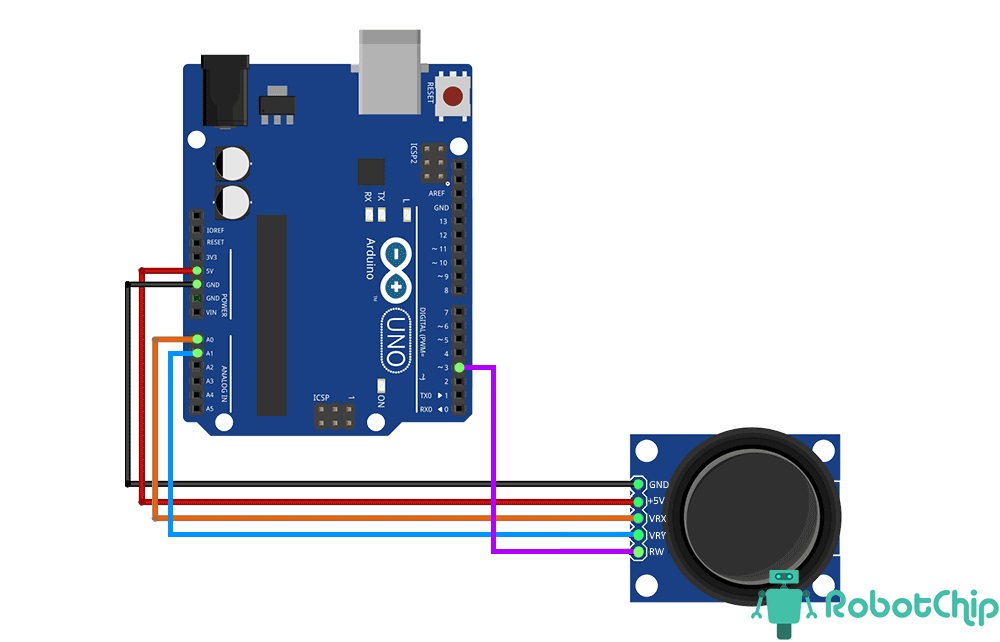 RESET
ICSP2
AREF
GND
13
12
~ 11
~ 10
~ 9
8
RX
TX
L
IOREF
RESET
3V3
5V
GND
GND
VIN
POWER
Arduino
TM
UNO
7
~ 6
~ 5
4
~ 3
2
TX0 ▶ 1
RX0 ◀ 0
DIGITAL (PWM=
A0
A1
A2
A3
A4
A5
ANALOG IN
ICSP
1
ON
GND
+5V
VRX
VRY
RW
RobotChip